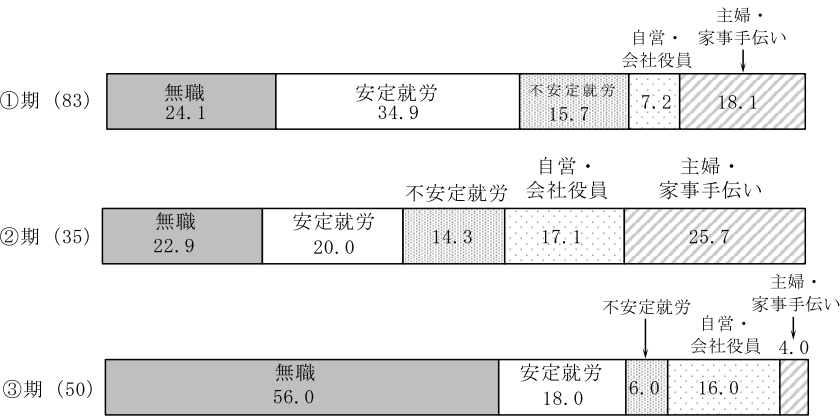 主婦・
自営・
家事手伝い
会社役員
①期 (83)
無職
24.1
安定就労
34.9
不安定就労
15.7
7.2
18.1
自営・
会社役員
主婦・
家事手伝い
不安定就労
②期 (35)
無職
22.9
安定就労
20.0
14.3
17.1
25.7
主婦・
家事手伝い
不安定就労
自営・
会社役員
4.0
③期 (50)
無職
56.0
安定就労
18.0
6.0
16.0